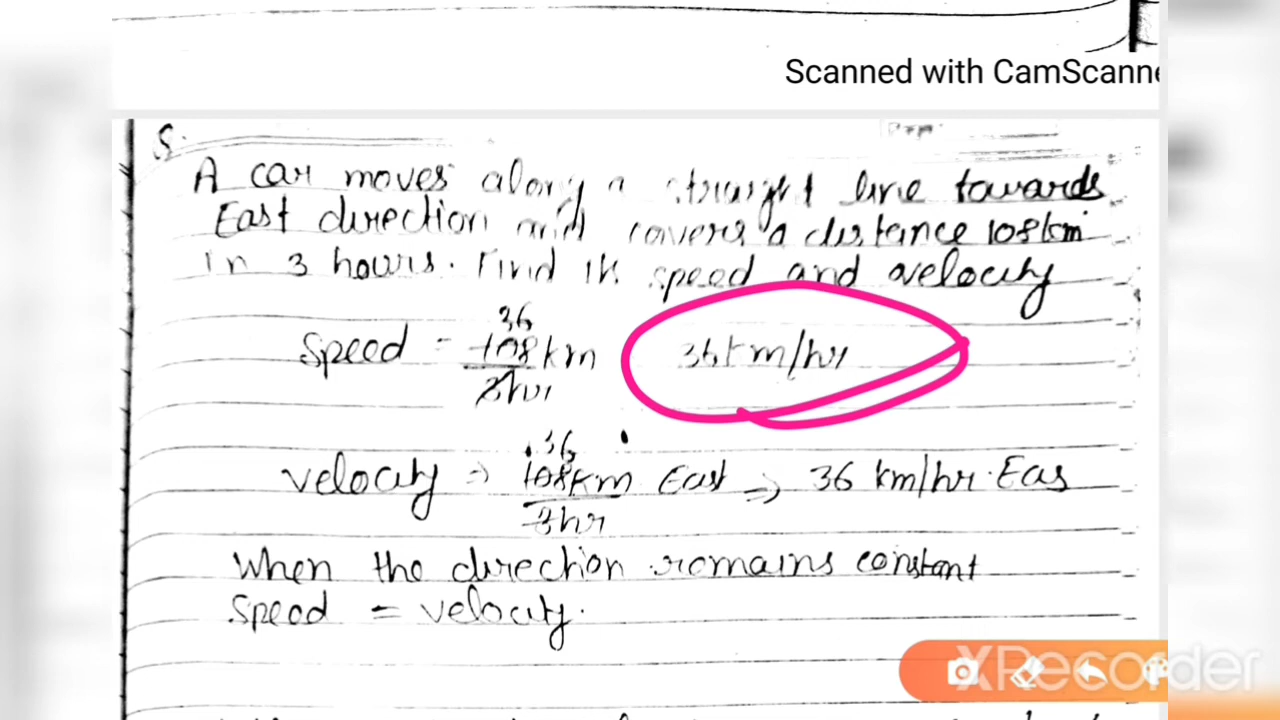 Scanned with CamScanne
S.
A car moves along a straight line towards
East direction and covers a distance 108km
in 3 hours. Find its speed and velocity
36
Speed = 108km 36km/hr
3hr
36
velocity ⇒ 108km East ⇒ 36 km/hr. Eas
3hr
When the direction remains constant
Speed = velocity.
XRecorder